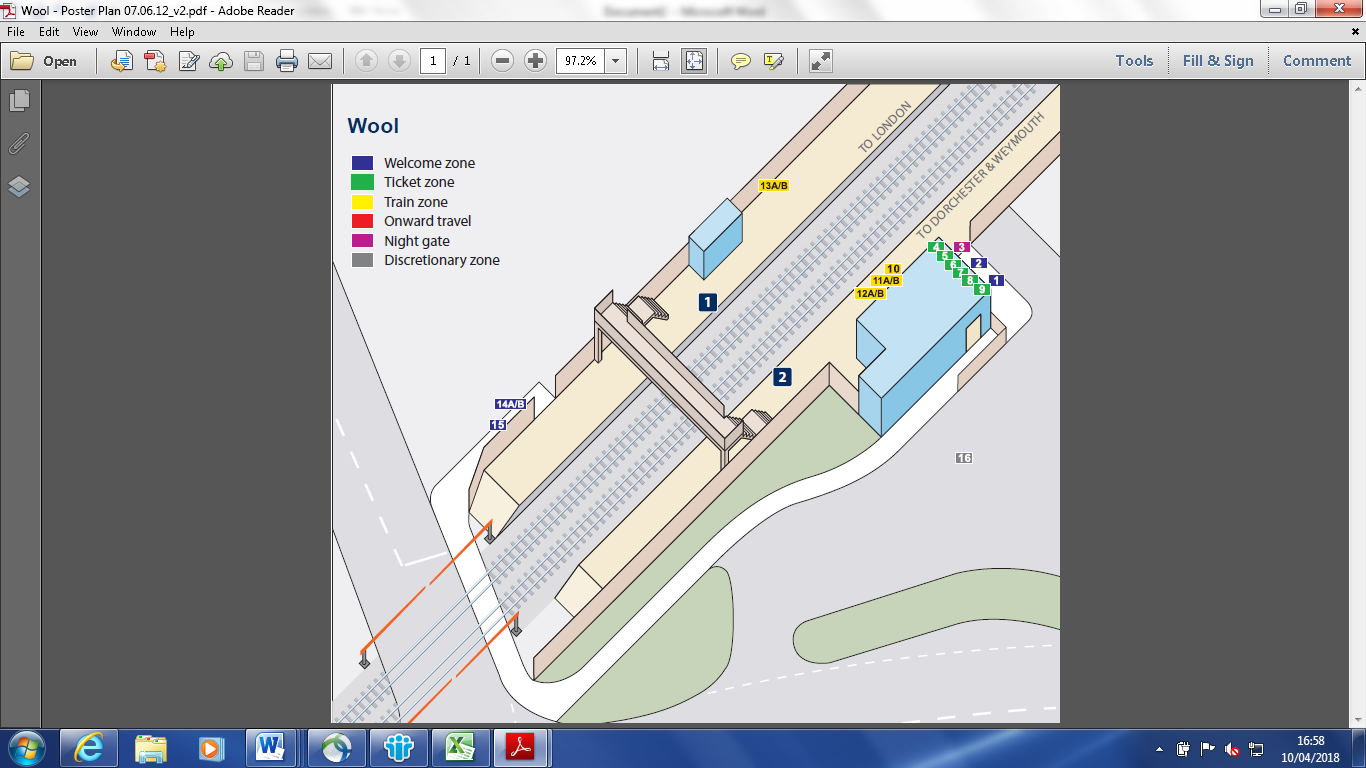 Wool - Poster Plan 07.06.12_v2.pdf - Adobe Reader
File Edit View Window Help
Open 1 / 1 97.2% Tools Fill & Sign Comment
Wool
Welcome zone
Ticket zone
Train zone
Onward travel
Night gate
Discretionary zone
TO LONDON
TO DORCHESTER & WEYMOUTH
13A/B
4
3
5
6
2
7
10
8
1
11A/B
9
12A/B
1
2
14A/B
15
16
16:58
10/04/2018